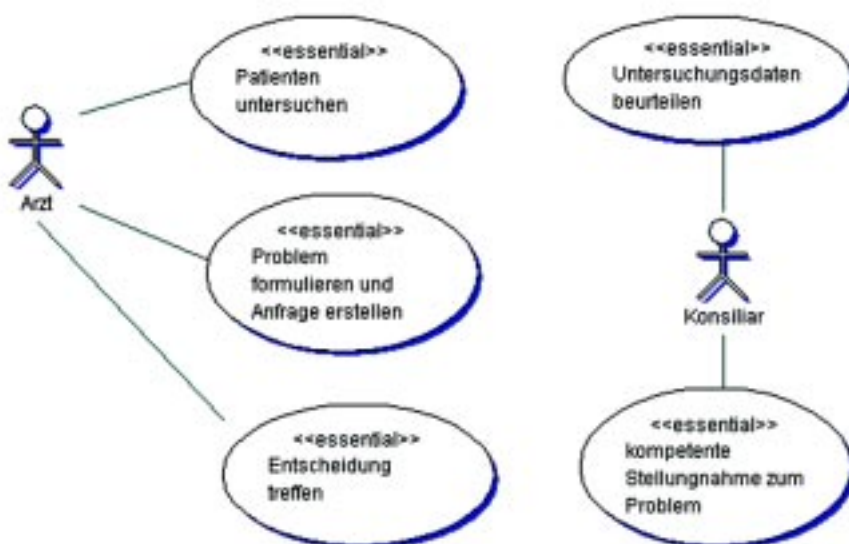 <<essential>>
Patienten
untersuchen
<<essential>>
Untersuchungsdaten
beurteilen
Arzt
<<essential>>
Problem
formulieren und
Anfrage erstellen
Konsiliar
<<essential>>
Entscheidung
treffen
<<essential>>
kompetente
Stellungnahme zum
Problem